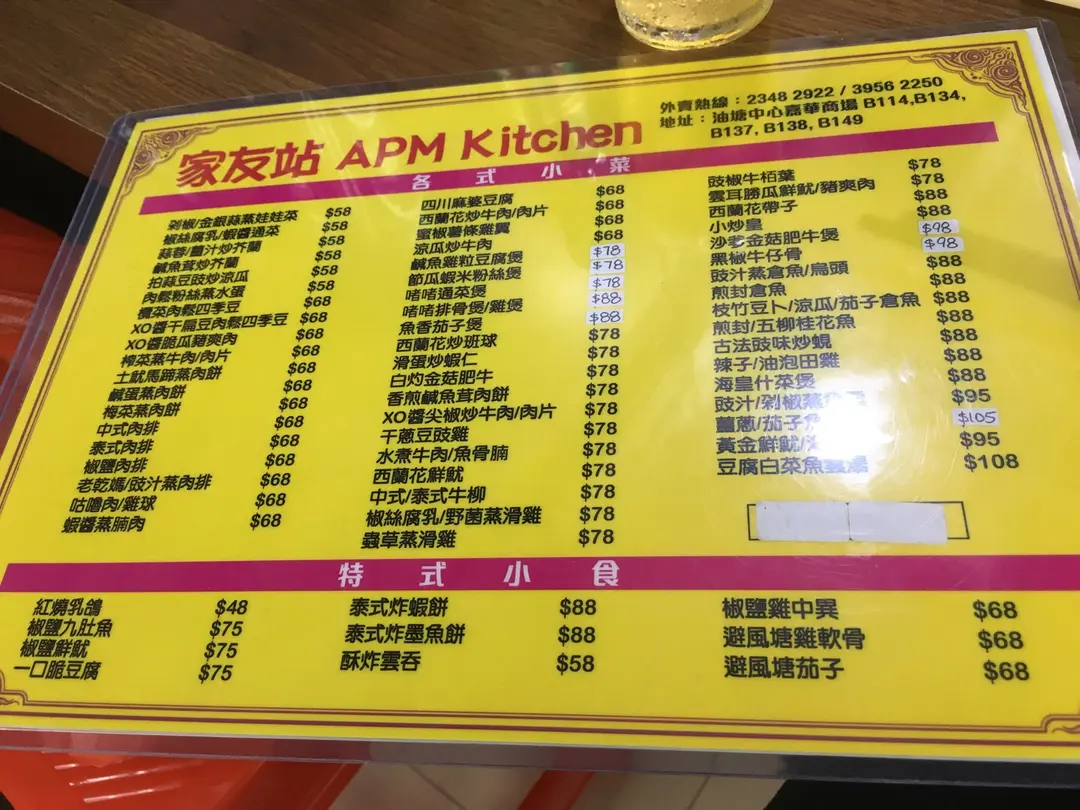 家友站 APM Kitchen
外賣熱線：2348 2922 / 3956 2250
地址：油塘中心嘉華商場 B114,B134,
B137, B138, B149
各式小菜
剁椒/金銀蒜蒸娃娃菜 $58
椒絲腐乳/蝦醬通菜 $58
蒜蓉/薑汁炒芥蘭 $58
鹹魚茸炒芥蘭 $58
拍蒜豆豉炒涼瓜 $58
肉鬆粉絲蒸水蛋 $58
欖菜肉鬆四季豆 $68
XO醬干扁豆肉鬆四季豆 $68
XO醬脆瓜豬爽肉 $68
榨菜蒸牛肉/肉片 $68
土魷馬蹄蒸肉餅 $68
鹹蛋蒸肉餅 $68
梅菜蒸肉餅 $68
中式肉排 $68
泰式肉排 $68
椒鹽肉排 $68
老乾媽/豉汁蒸肉排 $68
咕嚕肉/雞球 $68
蝦醬蒸腩肉 $68
四川麻婆豆腐 $68
西蘭花炒牛肉/肉片 $68
蜜椒薯條雞翼 $68
涼瓜炒牛肉 $68
鹹魚雞粒豆腐煲 $78
節瓜蝦米粉絲煲 $78
啫啫通菜煲 $78
啫啫排骨煲/雞煲 $88
魚香茄子煲 $88
西蘭花炒班球 $78
滑蛋炒蝦仁 $78
白灼金菇肥牛 $78
香煎鹹魚茸肉餅 $78
XO醬尖椒炒牛肉/肉片 $78
干蔥豆豉雞 $78
水煮牛肉/魚骨腩 $78
西蘭花鮮魷 $78
中式/泰式牛柳 $78
椒絲腐乳/野菌蒸滑雞 $78
蟲草蒸滑雞 $78
豉椒牛栢葉 $78
雲耳勝瓜鮮魷/豬爽肉 $78
西蘭花帶子 $88
小炒皇 $88
沙爹金菇肥牛煲 $98
黑椒牛仔骨 $98
豉汁蒸倉魚/烏頭 $88
煎封倉魚 $88
枝竹豆卜/涼瓜/茄子倉魚 $88
煎封/五柳桂花魚 $88
古法豉味炒蜆 $88
辣子/油泡田雞 $88
海皇什菜煲 $88
豉汁/剁椒蒸 $95
薑蔥/茄子 $105
黃金鮮魷/ $95
豆腐白菜魚 湯 $108
特式小食
紅燒乳鴿 $48
椒鹽九肚魚 $75
椒鹽鮮魷 $75
一口脆豆腐 $75
泰式炸蝦餅 $88
泰式炸墨魚餅 $88
酥炸雲吞 $58
椒鹽雞中異 $68
避風塘雞軟骨 $68
避風塘茄子 $68